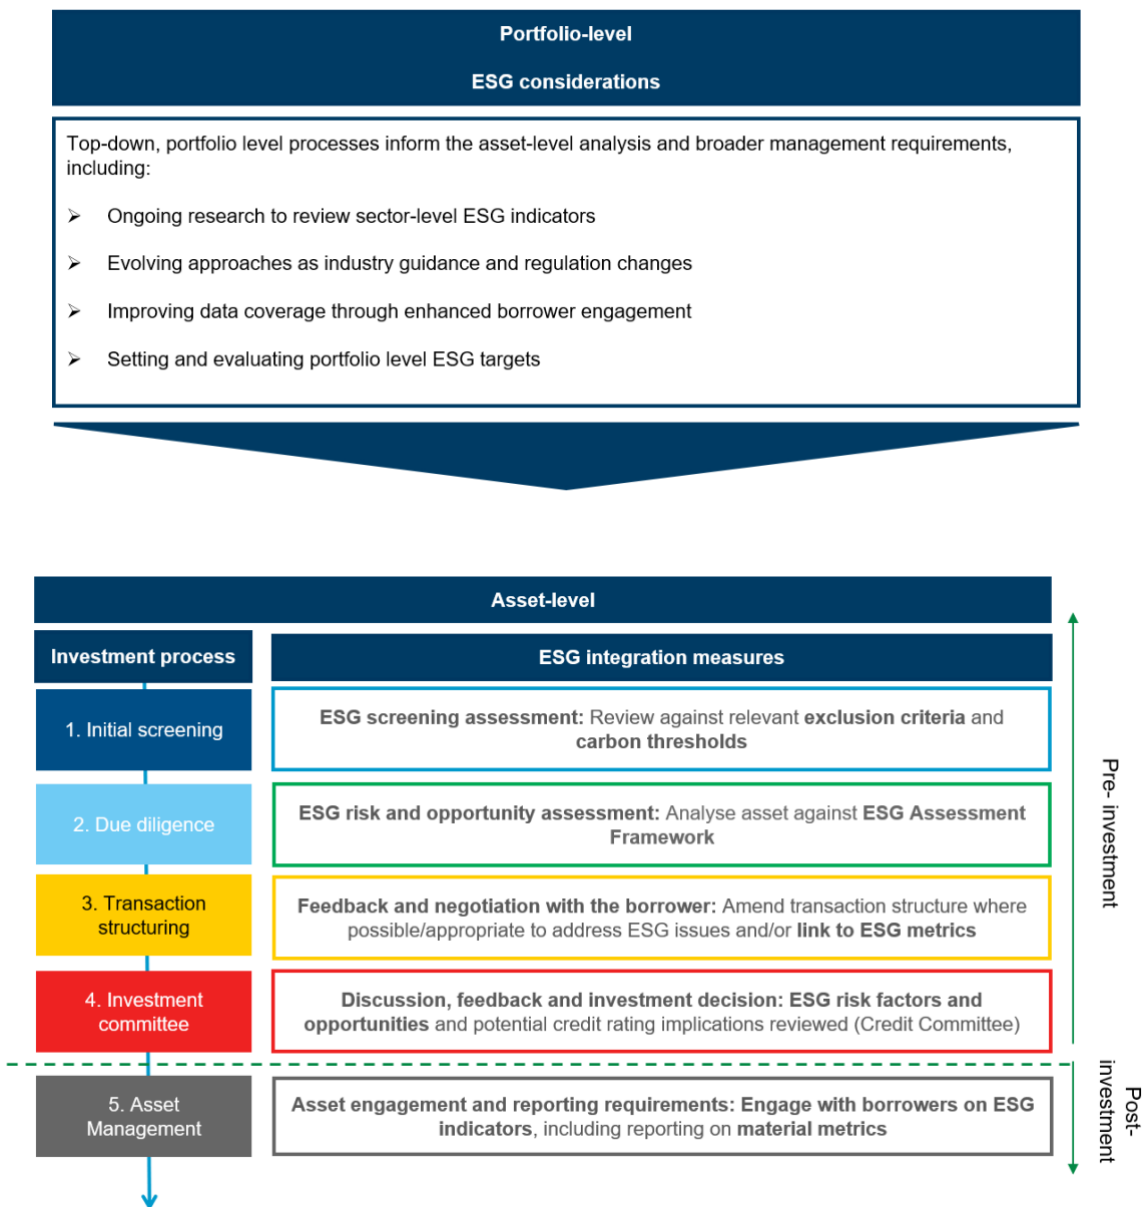 Portfolio-level
ESG considerations
Top-down, portfolio level processes inform the asset-level analysis and broader management requirements,
including:
➢ Ongoing research to review sector-level ESG indicators
➢ Evolving approaches as industry guidance and regulation changes
➢ Improving data coverage through enhanced borrower engagement
➢ Setting and evaluating portfolio level ESG targets
Asset-level
Investment process
ESG integration measures
1. Initial screening
ESG screening assessment: Review against relevant exclusion criteria and
carbon thresholds
2. Due diligence
ESG risk and opportunity assessment: Analyse asset against ESG Assessment
Framework
3. Transaction
structuring
Feedback and negotiation with the borrower: Amend transaction structure where
possible/appropriate to address ESG issues and/or link to ESG metrics
4. Investment
committee
Discussion, feedback and investment decision: ESG risk factors and
opportunities and potential credit rating implications reviewed (Credit Committee)
5. Asset
Management
Asset engagement and reporting requirements: Engage with borrowers on ESG
indicators, including reporting on material metrics
Pre- investment
Post-
investment